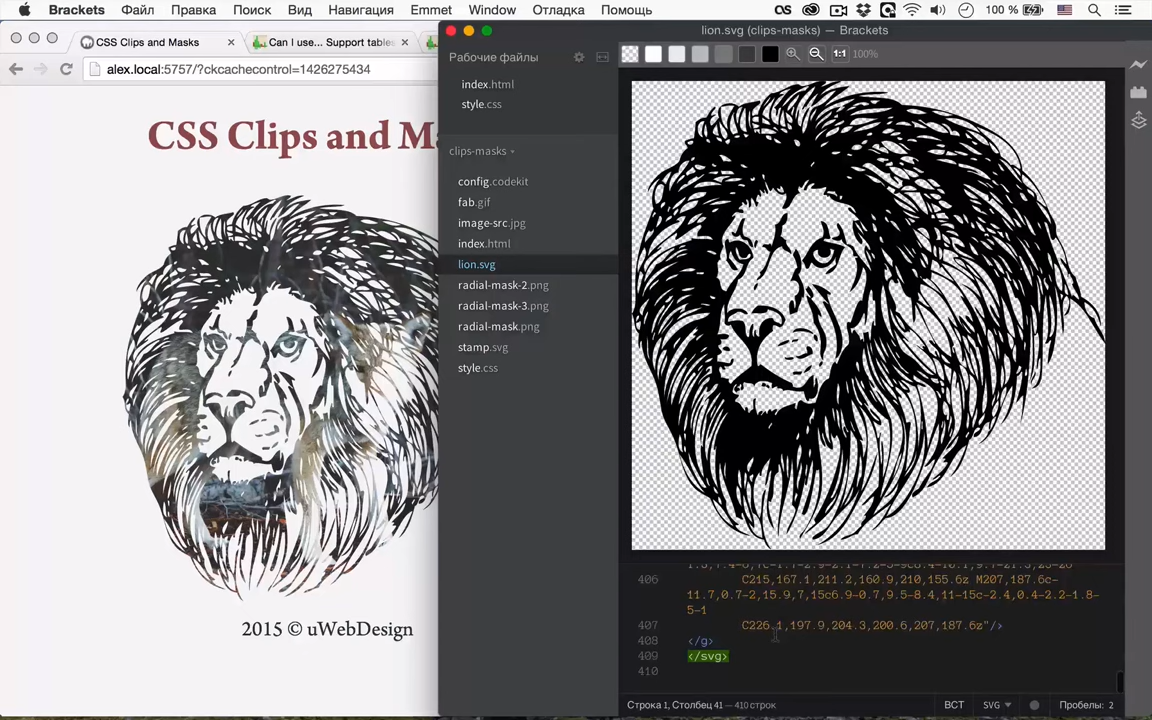 Brackets Файл Правка Поиск Вид Навигация Emmet Window Отладка Помощь 100 %
CSS Clips and Masks
Can I use... Support table
alex.local:5757/?ckcachecontrol=1426275434
CSS Clips and Ma
2015 © uWebDesign
lion.svg (clips-masks) — Brackets
Рабочие файлы
index.html
style.css
clips-masks
config.codekit
fab.gif
image-src.jpg
index.html
lion.svg
radial-mask-2.png
radial-mask-3.png
radial-mask.png
stamp.svg
style.css
1:1 100%
406 C215,167.1,211.2,160.9,210,155.6z M207,187.6c-
11.7,0.7-2,15.9,7,15c6.9-0.7,9.5-8.4,11-15c-2.4,0.4-2.2-1.8-
5-1
407 C226.1,197.9,204.3,200.6,207,187.6z"/>
408 </g>
409 </svg>
410
Строка 1, Столбец 41 — 410 строк
ВСТ SVG Пробелы: 2